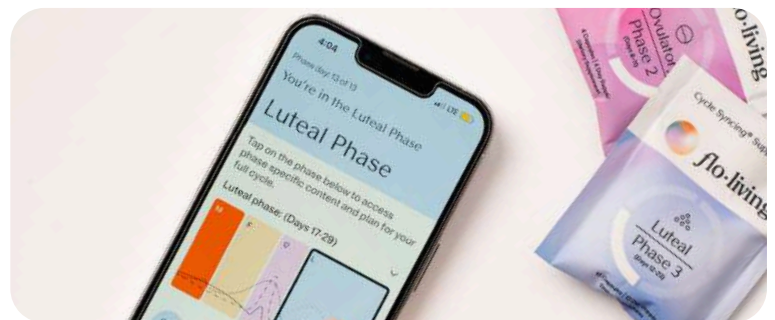 4:04
LTE
Phase day: 13 of 13
You're in the Luteal Phase
Luteal Phase
Tap on the phase below to access
phase specific content and plan for your
full cycle.
Luteal phase: (Days 17-29)
M
F
O
L
Ovulatory
Phase 2
flo·living
Cycle Syncing®
flo·living
Luteal
Phase 3